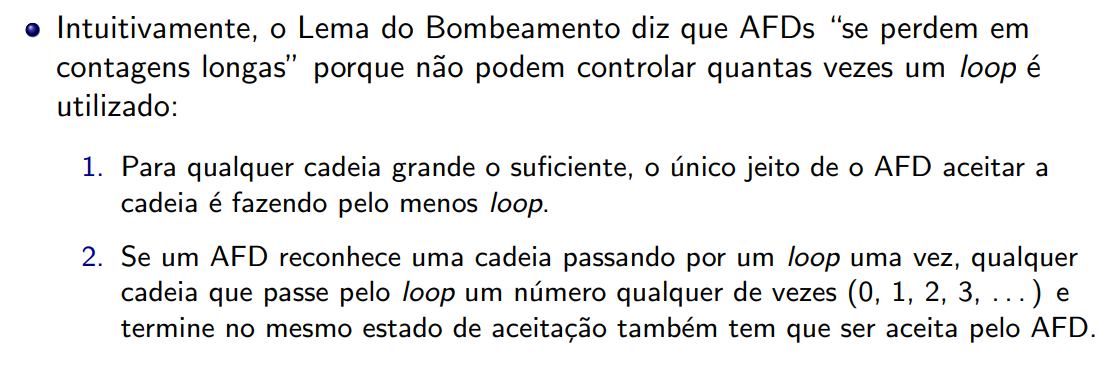 • Intuitivamente, o Lema do Bombeamento diz que AFDs “se perdem em
contagens longas” porque não podem controlar quantas vezes um loop é
utilizado:
1. Para qualquer cadeia grande o suficiente, o único jeito de o AFD aceitar a
cadeia é fazendo pelo menos loop.
2. Se um AFD reconhece uma cadeia passando por um loop uma vez, qualquer
cadeia que passe pelo loop um número qualquer de vezes (0, 1, 2, 3, ...) e
termine no mesmo estado de aceitação também tem que ser aceita pelo AFD.